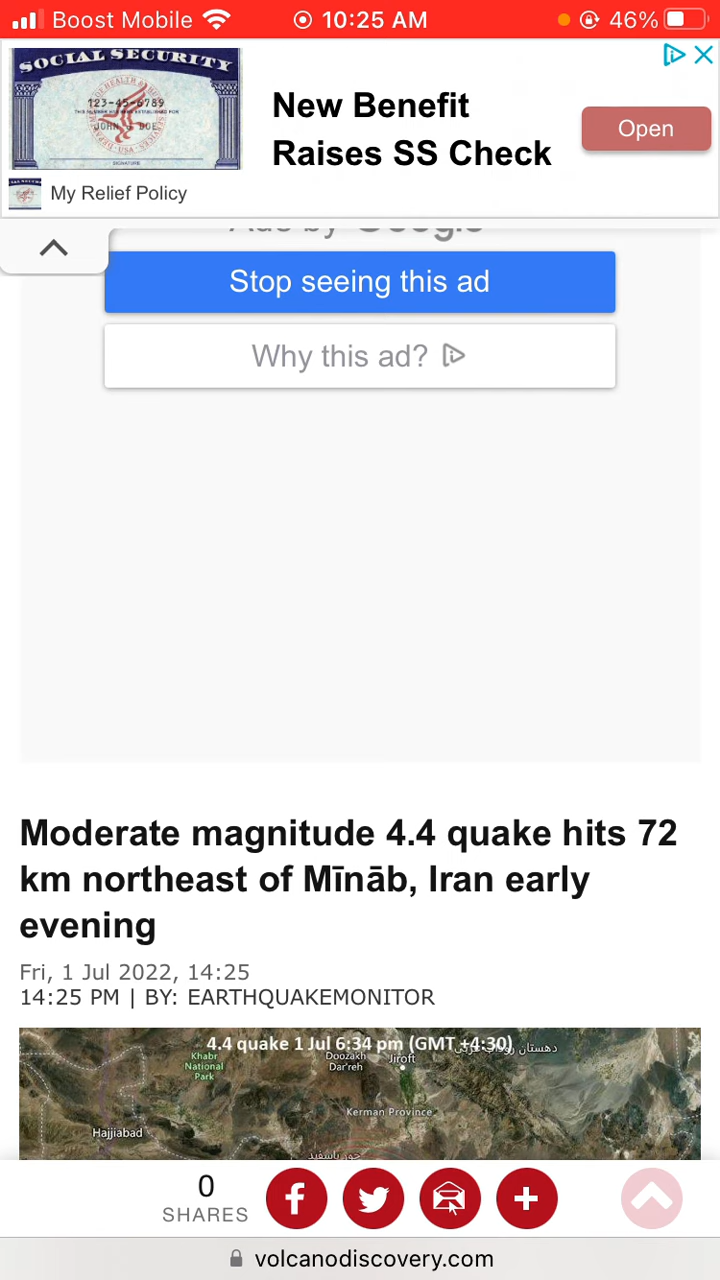 Boost Mobile 10:25 AM 46%
SOCIAL SECURITY
123-45-6789
New Benefit
Raises SS Check
Open
My Relief Policy
Stop seeing this ad
Why this ad?
Moderate magnitude 4.4 quake hits 72
km northeast of Mīnāb, Iran early
evening
Fri, 1 Jul 2022, 14:25
14:25 PM | BY: EARTHQUAKEMONITOR
4.4 quake 1 Jul 6:34 pm (GMT +4:30)
Khabr
National
Park
Doozakh
Dar'reh
Jiroft
Kerman Province
Hajjiabad
0
SHARES
volcanodiscovery.com